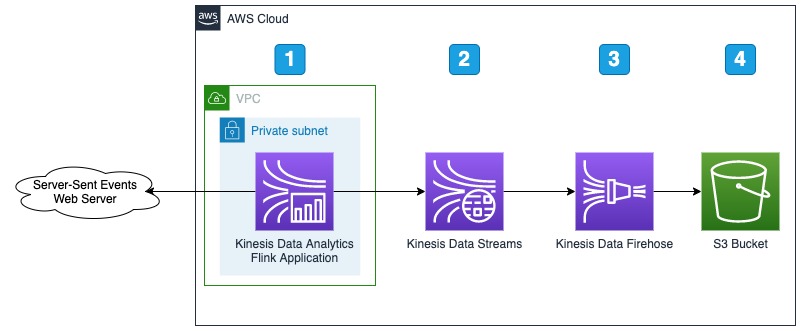 aws
AWS Cloud
1
2
3
4
VPC
Private subnet
Server-Sent Events
Web Server
Kinesis Data Analytics
Flink Application
Kinesis Data Streams
Kinesis Data Firehose
S3 Bucket